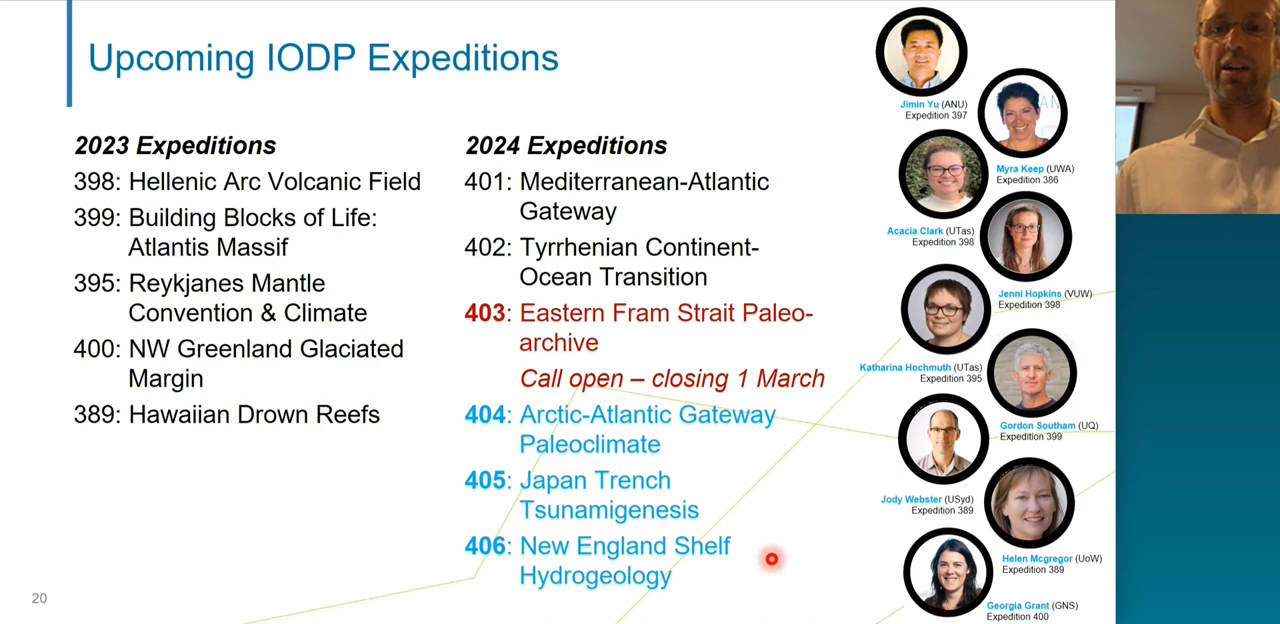 Upcoming IODP Expeditions
2023 Expeditions
398: Hellenic Arc Volcanic Field
399: Building Blocks of Life:
Atlantis Massif
395: Reykjanes Mantle
Convention & Climate
400: NW Greenland Glaciated
Margin
389: Hawaiian Drown Reefs
2024 Expeditions
401: Mediterranean-Atlantic
Gateway
402: Tyrrhenian Continent-
Ocean Transition
403: Eastern Fram Strait Paleo-
archive
Call open – closing 1 March
404: Arctic-Atlantic Gateway
Paleoclimate
405: Japan Trench
Tsunamigenesis
406: New England Shelf
Hydrogeology
Jimin Yu (ANU)
Expedition 397
Myra Keep (UWA)
Expedition 386
Acacia Clark (UTas)
Expedition 398
Jenni Hopkins (VUW)
Expedition 398
Katharina Hochmuth (UTas)
Expedition 395
Gordon Southam (UQ)
Expedition 399
Jody Webster (USyd)
Expedition 389
Helen Mcgregor (UoW)
Expedition 389
Georgia Grant (GNS)
Expedition 400
20